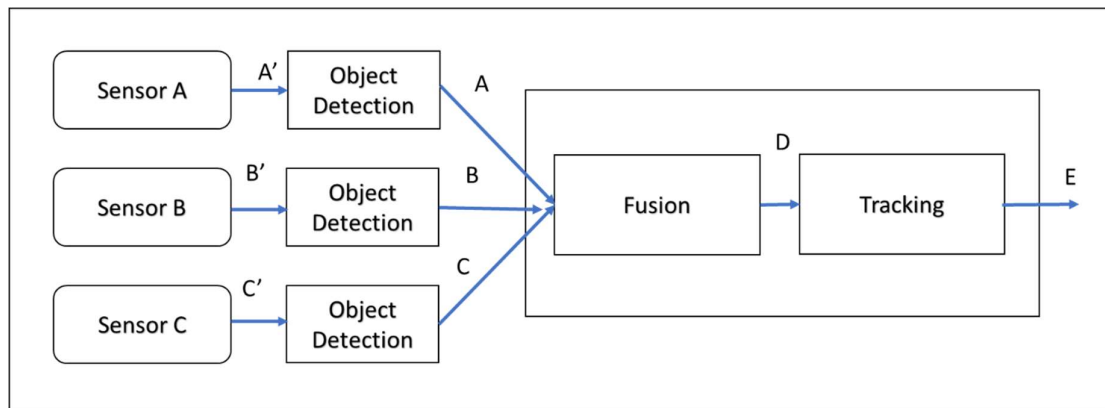 Sensor A
A’
Object
Detection
A
Sensor B
B’
Object
Detection
B
Sensor C
C’
Object
Detection
C
Fusion
D
Tracking
E